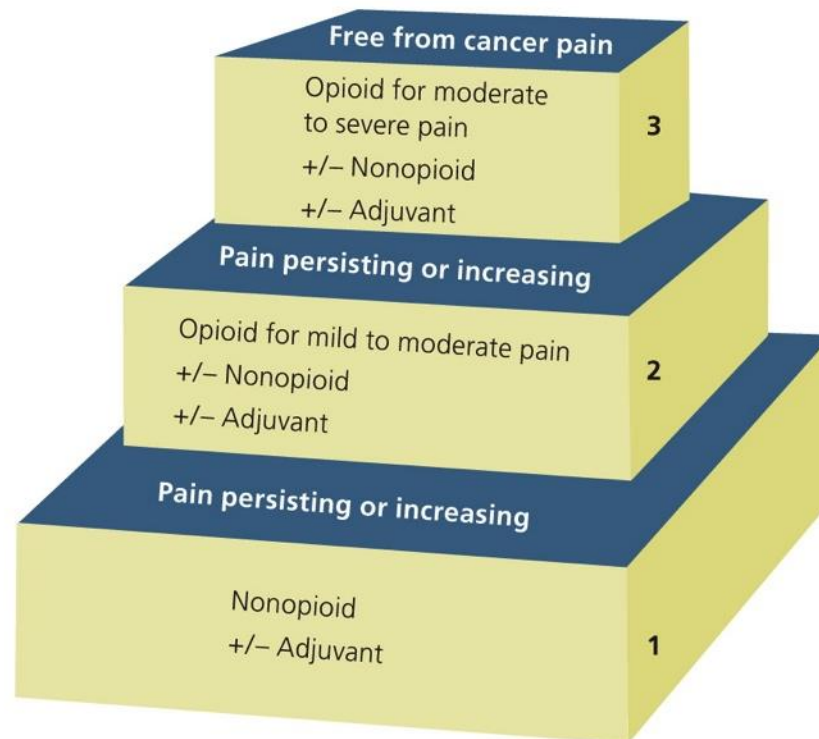 Free from cancer pain
Opioid for moderate
to severe pain
+/– Nonopioid
+/– Adjuvant
3
Pain persisting or increasing
Opioid for mild to moderate pain
+/– Nonopioid
+/– Adjuvant
2
Pain persisting or increasing
Nonopioid
+/– Adjuvant
1